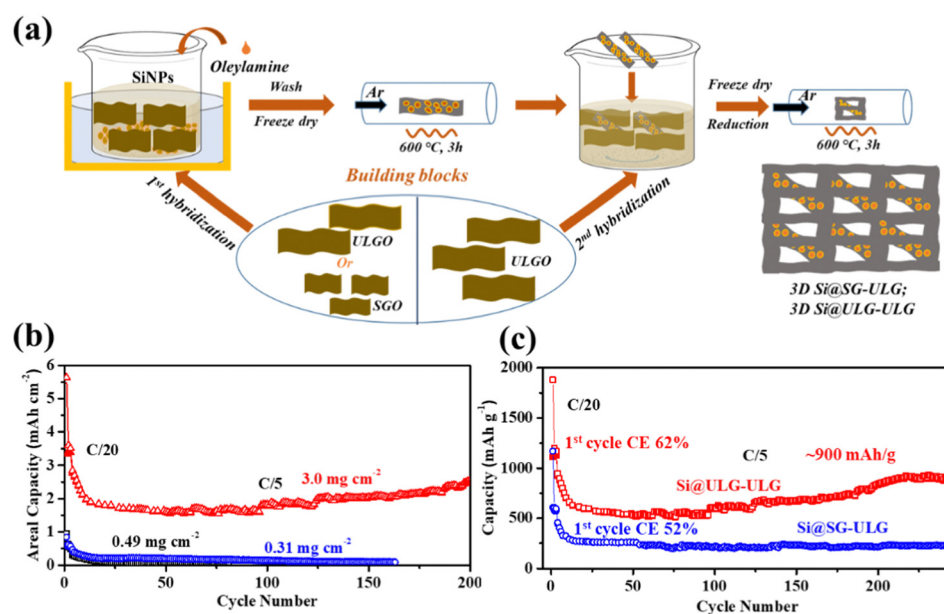 (a)
Oleylamine
SiNPs
Wash
Freeze dry
Ar
600 °C, 3h
Freeze dry
Reduction
Ar
600 °C, 3h
1st hybridization
Building blocks
2nd hybridization
ULGO
Or
SGO
ULGO
3D Si@SG-ULG;
3D Si@ULG-ULG
(b)
Areal Capacity (mAh cm-2)
6
5
4
3
2
1
0
C/20
C/5
3.0 mg cm-2
0.49 mg cm-2
0.31 mg cm-2
0
50
100
150
200
Cycle Number
(c)
Capacity (mAh g-1)
2000
1750
1500
1250
1000
750
500
250
0
C/20
1st cycle CE 62%
C/5
~900 mAh/g
Si@ULG-ULG
1st cycle CE 52%
Si@SG-ULG
0
50
100
150
200
Cycle Number